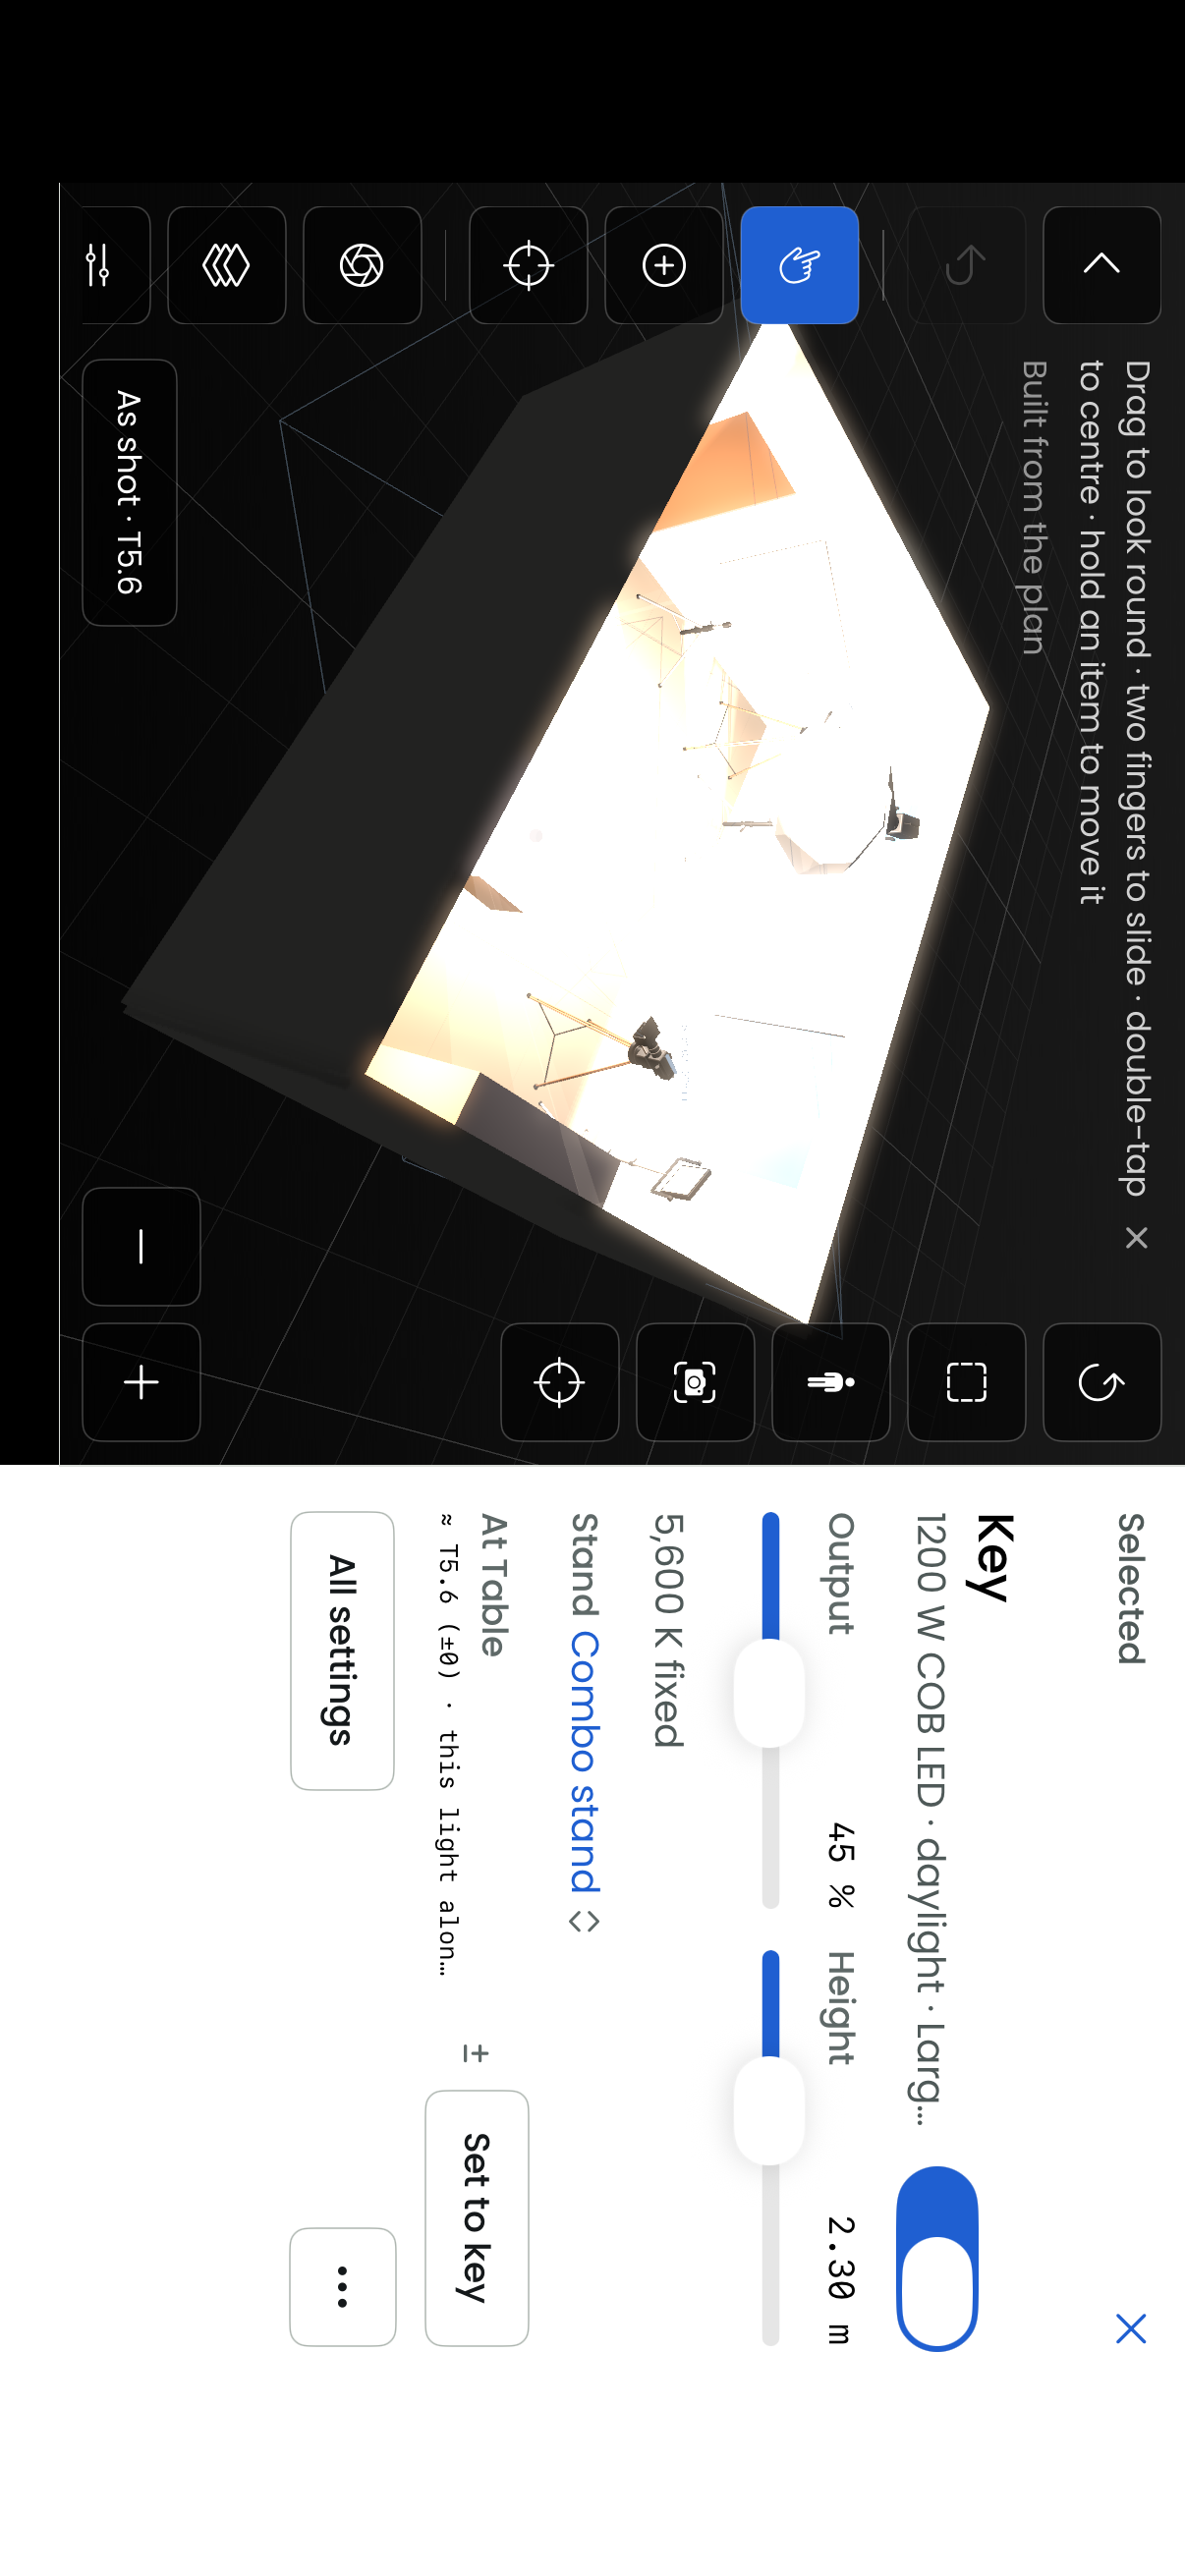 Drag to look round · two fingers to slide · double-tap
to centre · hold an item to move it
Built from the plan
As shot · T5.6
Selected
Key
1200 W COB LED · daylight · Larg…
Output
45 %
Height
2.30 m
5,600 K fixed
Stand Combo stand
At Table
≈ T5.6 (±0) · this light alon…
±
Set to key
All settings